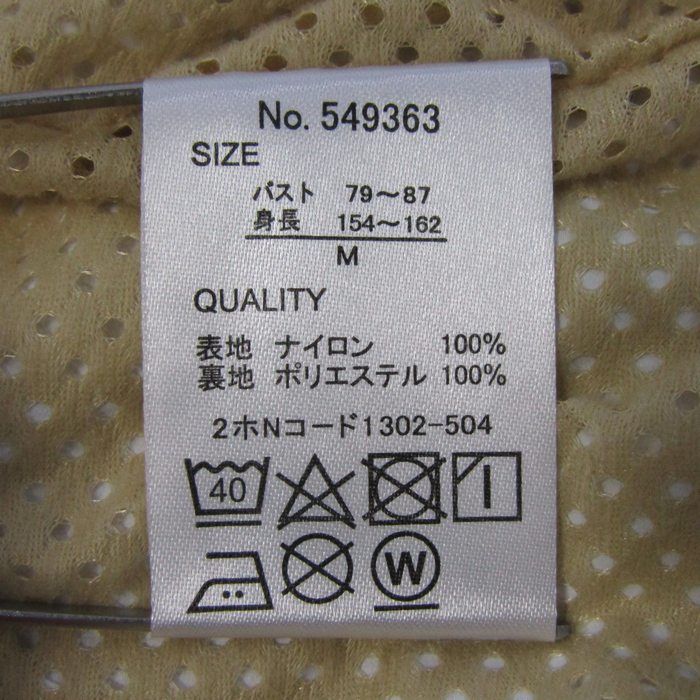 No. 549363
SIZE
バスト 79～87
身長 154～162
M
QUALITY
表地 ナイロン 100%
裏地 ポリエステル 100%
2ホNコード1302-504
40
W